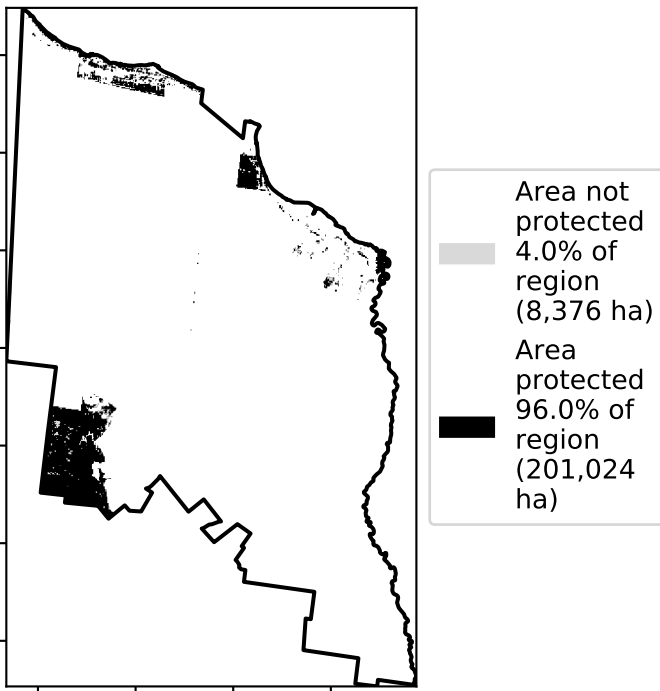 Area not
protected
4.0% of
region
(8,376 ha)
Area
protected
96.0% of
region
(201,024
ha)